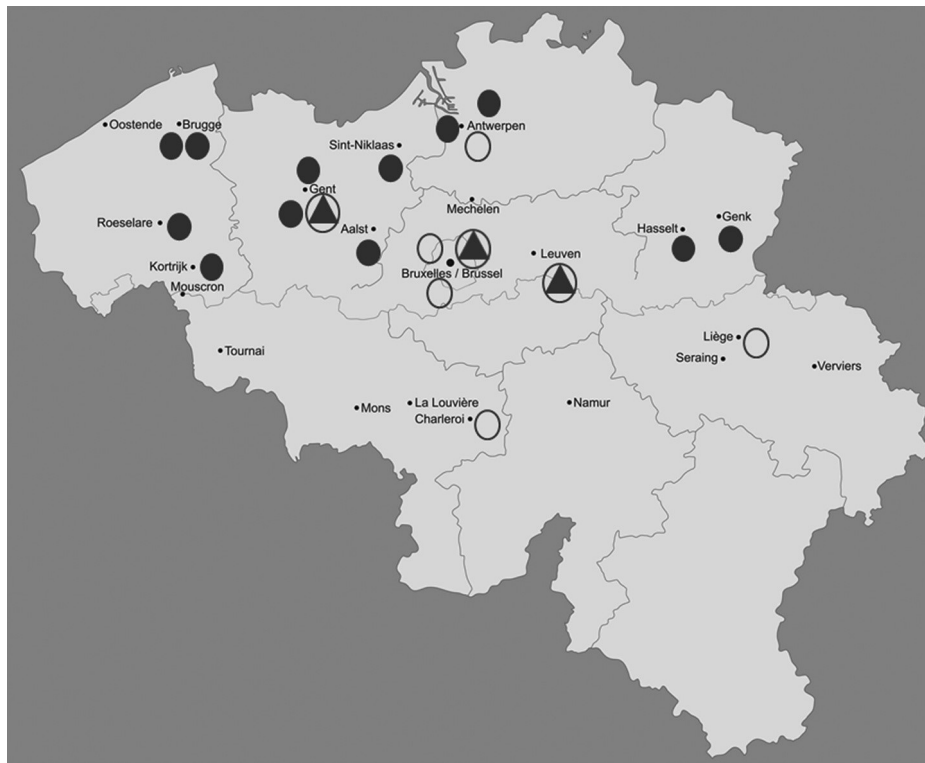 Oostende
Brugge
Antwerpen
Sint-Niklaas
Gent
Mechelen
Roeselare
Aalst
Hasselt
Genk
Leuven
Kortrijk
Bruxelles / Brussel
Mouscron
Liège
Tournai
Seraing
Verviers
Mons
La Louvière
Charleroi
Namur